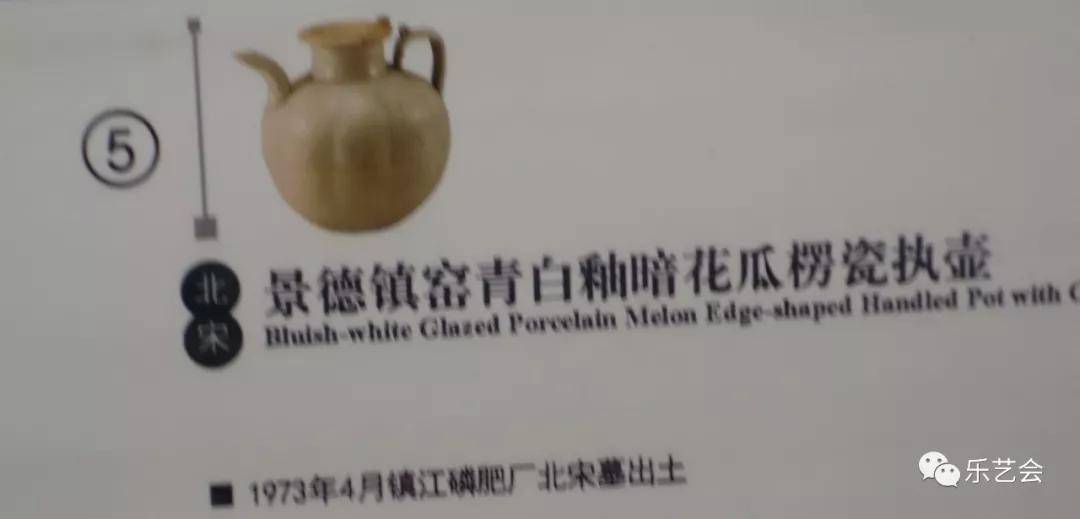 ⑤
北宋
景德镇窑青白釉暗花瓜楞瓷执壶
Bluish-white Glazed Porcelain Melon Edge-shaped Handled Pot with
■ 1973年4月镇江磷肥厂北宋墓出土
乐艺会